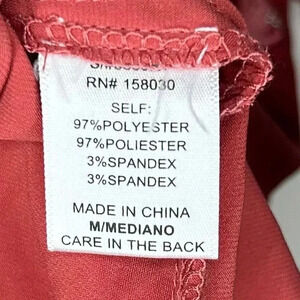 RN# 158030
SELF:
97%POLYESTER
97%POLIESTER
3%SPANDEX
3%SPANDEX
MADE IN CHINA
M/MEDIANO
CARE IN THE BACK